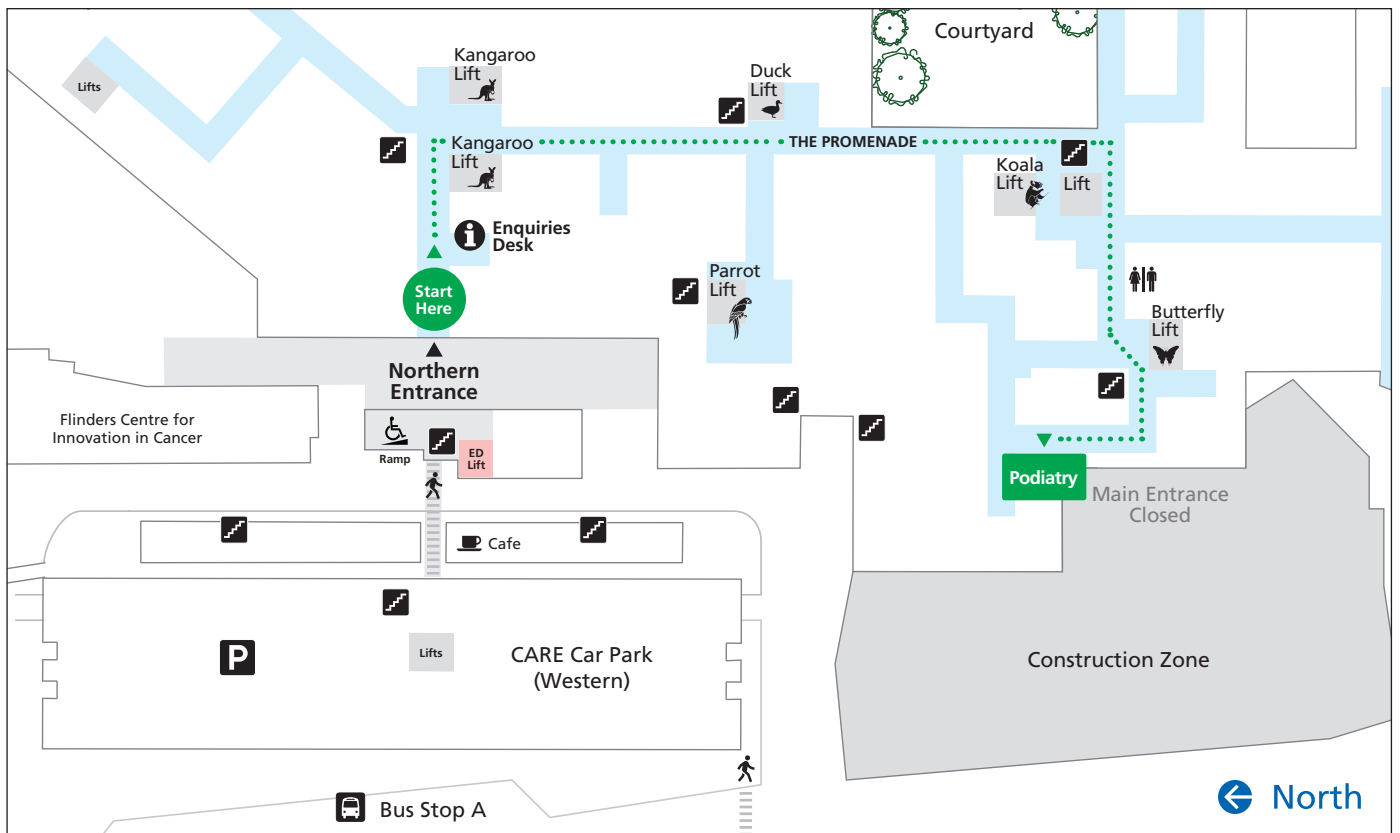 Courtyard
Kangaroo
Lift
Duck
Lift
Lifts
Kangaroo
Lift
THE PROMENADE
Koala
Lift
Lift
Enquiries
Desk
Start
Here
Parrot
Lift
Butterfly
Lift
Northern
Entrance
Flinders Centre for
Innovation in Cancer
Ramp
ED
Lift
Podiatry
Main Entrance
Closed
Cafe
P
Lifts
CARE Car Park
(Western)
Construction Zone
Bus Stop A
North